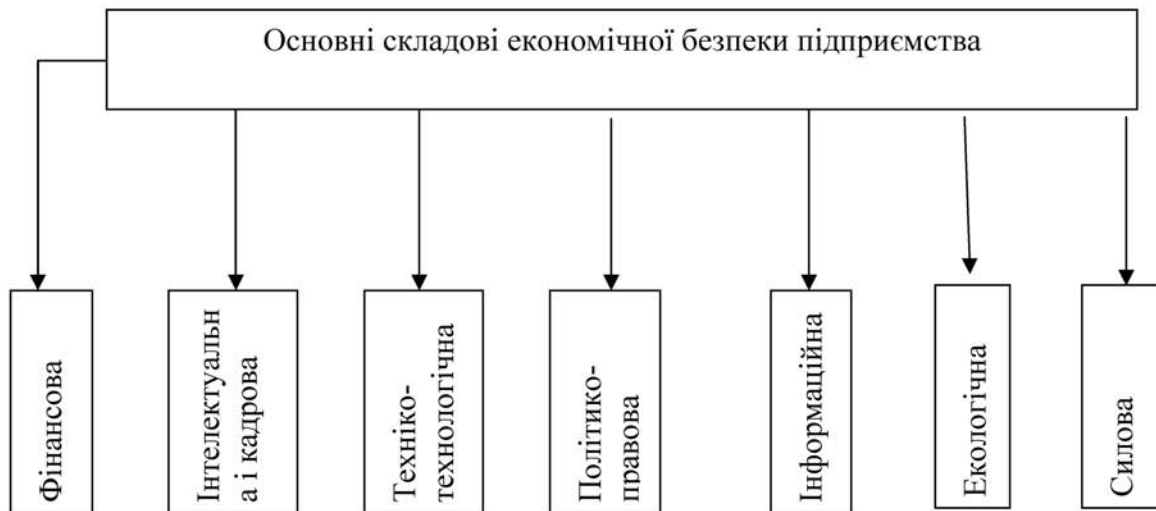 Основні складові економічної безпеки підприємства
Фінансова
Інтелектуальн
а і кадрова
Техніко-
технологічна
Політико-
правова
Інформаційна
Екологічна
Силова